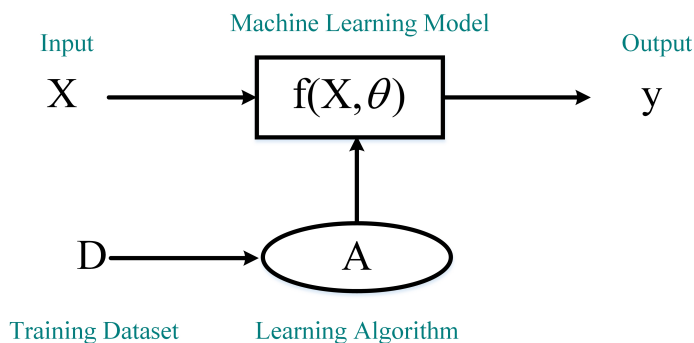 Machine Learning Model
Input
Output
X
f(X,θ)
y
D
A
Training Dataset
Learning Algorithm